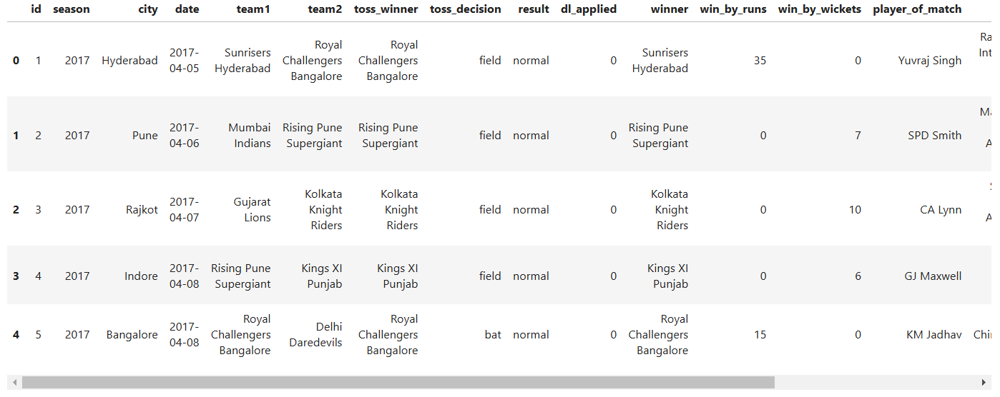 id season city date team1 team2 toss_winner toss_decision result dl_applied winner win_by_runs win_by_wickets player_of_match
Ra
Royal Royal
2017- Sunrisers Sunrisers Int
0 1 2017 Hyderabad Challengers Challengers field normal 0 35 0 Yuvraj Singh
04-05 Hyderabad Hyderabad
Bangalore Bangalore
Ma
2017- Mumbai Rising Pune Rising Pune Rising Pune
1 2 2017 Pune field normal 0 0 7 SPD Smith
04-06 Indians Supergiant Supergiant Supergiant A
S
Kolkata Kolkata Kolkata
2017- Gujarat
2 3 2017 Rajkot Knight Knight field normal 0 Knight 0 10 CA Lynn
04-07 Lions A
Riders Riders Riders
2017- Rising Pune Kings XI Kings XI Kings XI
3 4 2017 Indore field normal 0 0 6 GJ Maxwell
04-08 Supergiant Punjab Punjab Punjab
Royal Royal Royal
2017- Delhi
4 5 2017 Bangalore Challengers Challengers bat normal 0 Challengers 15 0 KM Jadhav Chin
04-08 Daredevils
Bangalore Bangalore Bangalore